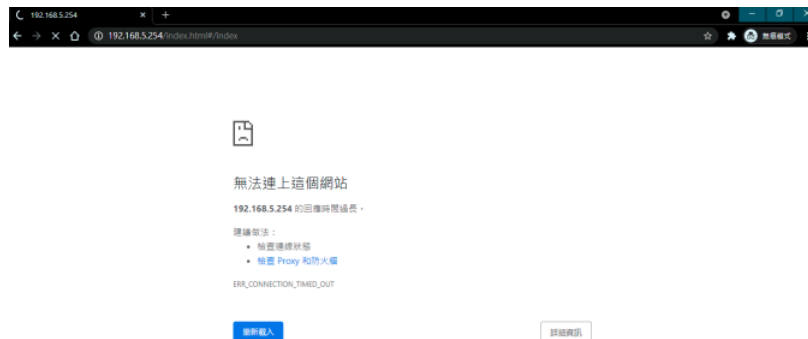 192.168.5.254
192.168.5.254/index.html#/index
無痕模式
無法連上這個網站
192.168.5.254 的回應時間過長。
建議做法：
檢查連線狀態
檢查 Proxy 和防火牆
ERR_CONNECTION_TIMED_OUT
重新載入
詳細資訊